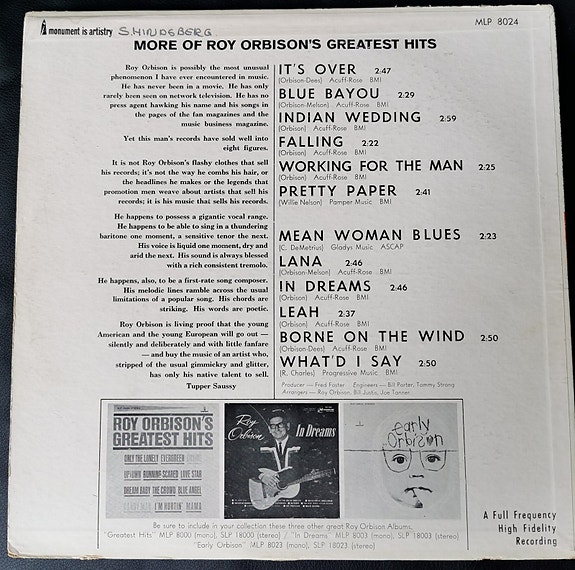 monument is artistry
S. HINDSBERG
MLP 8024
MORE OF ROY ORBISON'S GREATEST HITS
Roy Orbison is possibly the most unusual
phenomenon I have ever encountered in music.
He has never been in a movie. He has only
rarely been seen on network television. He has no
press agent hawking his name and his songs in
the pages of the fan magazines and the
music business magazine.
Yet this man's records have sold well into
eight figures.
It is not Roy Orbison's flashy clothes that sell
his records; it's not the way he combs his hair, or
the headlines he makes or the legends that
promotion men weave about artists that sell his
records; it is his music that sells his records.
He happens to possess a gigantic vocal range.
He happens to be able to sing in a thundering
baritone one moment, a sensitive tenor the next.
His voice is liquid one moment, dry and
arid the next. His sound is always blessed
with a rich consistent tremolo.
He happens, also, to be a first-rate song composer.
His melodic lines ramble across the usual
limitations of a popular song. His chords are
striking. His words are poetic.
Roy Orbison is living proof that the young
American and the young European will go out —
silently and deliberately and with little fanfare
— and buy the music of an artist who,
stripped of the usual gimmickry and glitter,
has only his native talent to sell.
Tupper Saussy
IT'S OVER 2:47
(Orbison-Dees) Acuff-Rose BMI
BLUE BAYOU 2:29
(Orbison-Melson) Acuff-Rose BMI
INDIAN WEDDING 2:59
(Orbison) Acuff-Rose BMI
FALLING 2:22
(Orbison) Acuff-Rose BMI
WORKING FOR THE MAN 2:25
(Orbison) Acuff-Rose BMI
PRETTY PAPER 2:41
(Willie Nelson) Pamper Music BMI
MEAN WOMAN BLUES 2:23
(C. DeMetrius) Gladys Music ASCAP
LANA 2:46
(Orbison-Melson) Acuff-Rose BMI
IN DREAMS 2:46
(Orbison) Acuff-Rose BMI
LEAH 2:37
(Orbison) Acuff-Rose BMI
BORNE ON THE WIND 2:50
(Orbison-Dees) Acuff-Rose BMI
WHAT'D I SAY 2:50
(R. Charles) Progressive Music BMI
Producer — Fred Foster Engineers — Bill Porter, Tommy Strong
Arrangers — Roy Orbison, Bill Justis, Joe Tanner
ROY ORBISON'S
GREATEST HITS
ONLY THE LONELY EVERGREEN
UPTOWN RUNNING SCARED LOVE STAR
DREAM BABY THE CROWD BLUE ANGEL
CANDY MAN I'M HURTIN' MAMA
Roy
Orbison
In Dreams
early
Orbison
Be sure to include in your collection these three other great Roy Orbison Albums.
"Greatest Hits" MLP 8000 (mono), SLP 18000 (stereo) / "In Dreams" MLP 8003 (mono), SLP 18003 (stereo)
"Early Orbison" MLP 8023 (mono), SLP 18023 (stereo)
A Full Frequency
High Fidelity
Recording